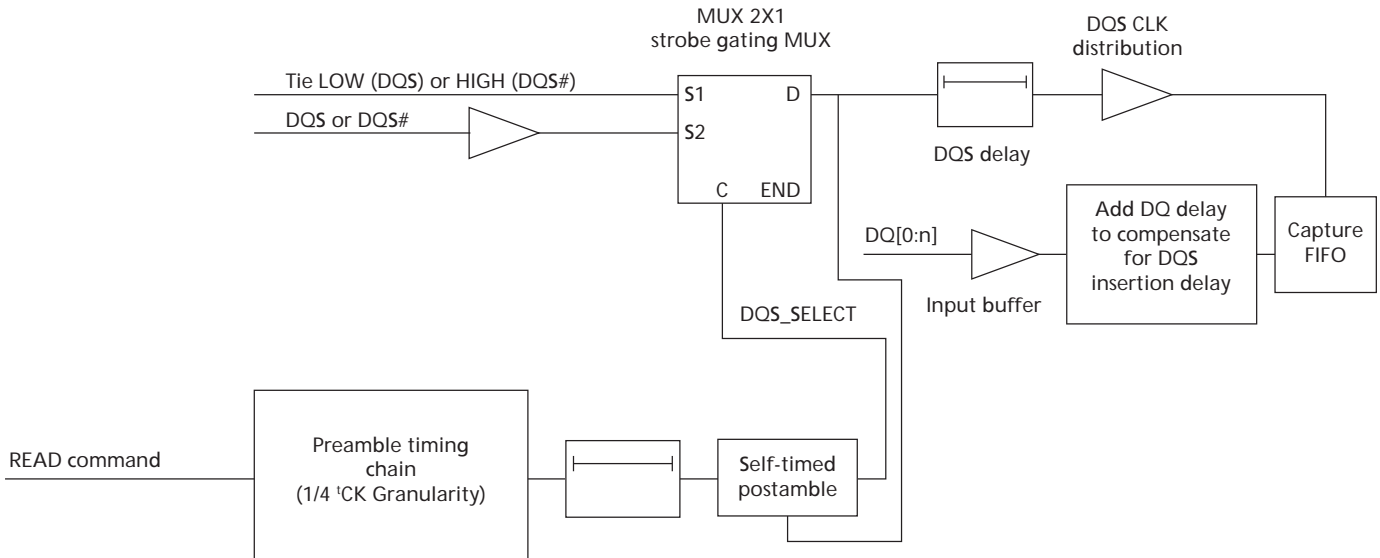 MUX 2X1
strobe gating MUX
DQS CLK
distribution
Tie LOW (DQS) or HIGH (DQS#)
S1
D
DQS or DQS#
S2
DQS delay
C
END
DQ[0:n]
Add DQ delay
to compensate
for DQS
insertion delay
Capture
FIFO
Input buffer
DQS_SELECT
READ command
Preamble timing
chain
(1/4 ᵗCK Granularity)
Self-timed
postamble